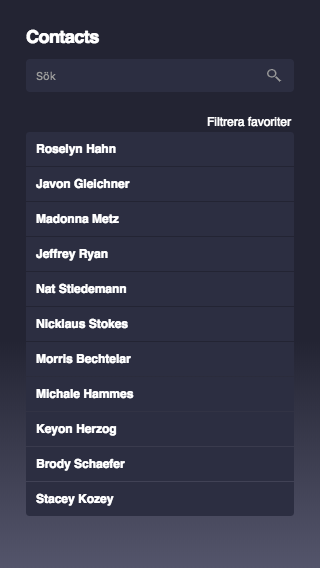 Contacts
Sök
Filtrera favoriter
Roselyn Hahn
Javon Gleichner
Madonna Metz
Jeffrey Ryan
Nat Stiedemann
Nicklaus Stokes
Morris Bechtelar
Michale Hammes
Keyon Herzog
Brody Schaefer
Stacey Kozey